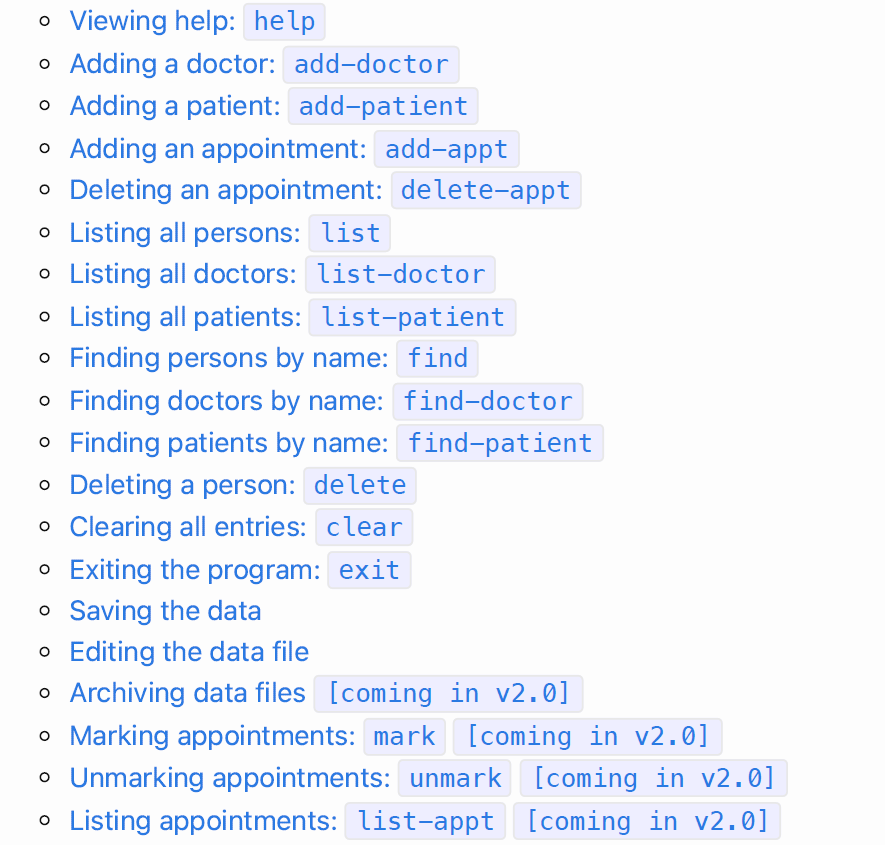 Viewing help: help
Adding a doctor: add-doctor
Adding a patient: add-patient
Adding an appointment: add-appt
Deleting an appointment: delete-appt
Listing all persons: list
Listing all doctors: list-doctor
Listing all patients: list-patient
Finding persons by name: find
Finding doctors by name: find-doctor
Finding patients by name: find-patient
Deleting a person: delete
Clearing all entries: clear
Exiting the program: exit
Saving the data
Editing the data file
Archiving data files [coming in v2.0]
Marking appointments: mark [coming in v2.0]
Unmarking appointments: unmark [coming in v2.0]
Listing appointments: list-appt [coming in v2.0]